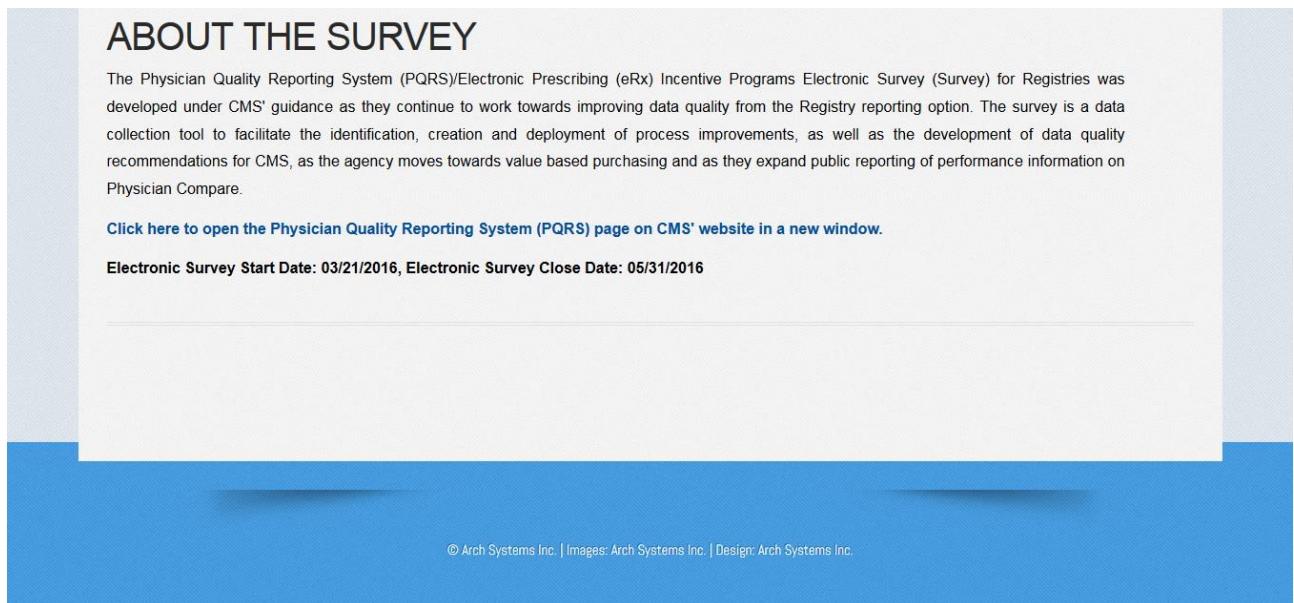 ABOUT THE SURVEY
The Physician Quality Reporting System (PQRS)/Electronic Prescribing (eRx) Incentive Programs Electronic Survey (Survey) for Registries was
developed under CMS' guidance as they continue to work towards improving data quality from the Registry reporting option. The survey is a data
collection tool to facilitate the identification, creation and deployment of process improvements, as well as the development of data quality
recommendations for CMS, as the agency moves towards value based purchasing and as they expand public reporting of performance information on
Physician Compare.
Click here to open the Physician Quality Reporting System (PQRS) page on CMS' website in a new window.
Electronic Survey Start Date: 03/21/2016, Electronic Survey Close Date: 05/31/2016
© Arch Systems Inc. | Images: Arch Systems Inc. | Design: Arch Systems Inc.